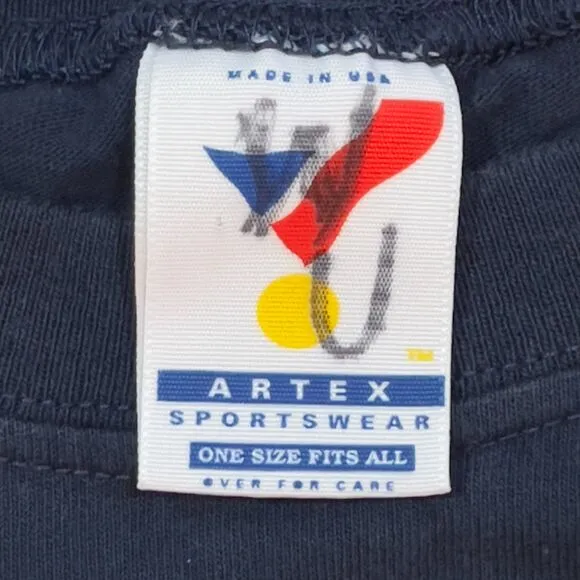 MADE IN USA
TM
ARTEX
SPORTSWEAR
ONE SIZE FITS ALL
OVER FOR CARE